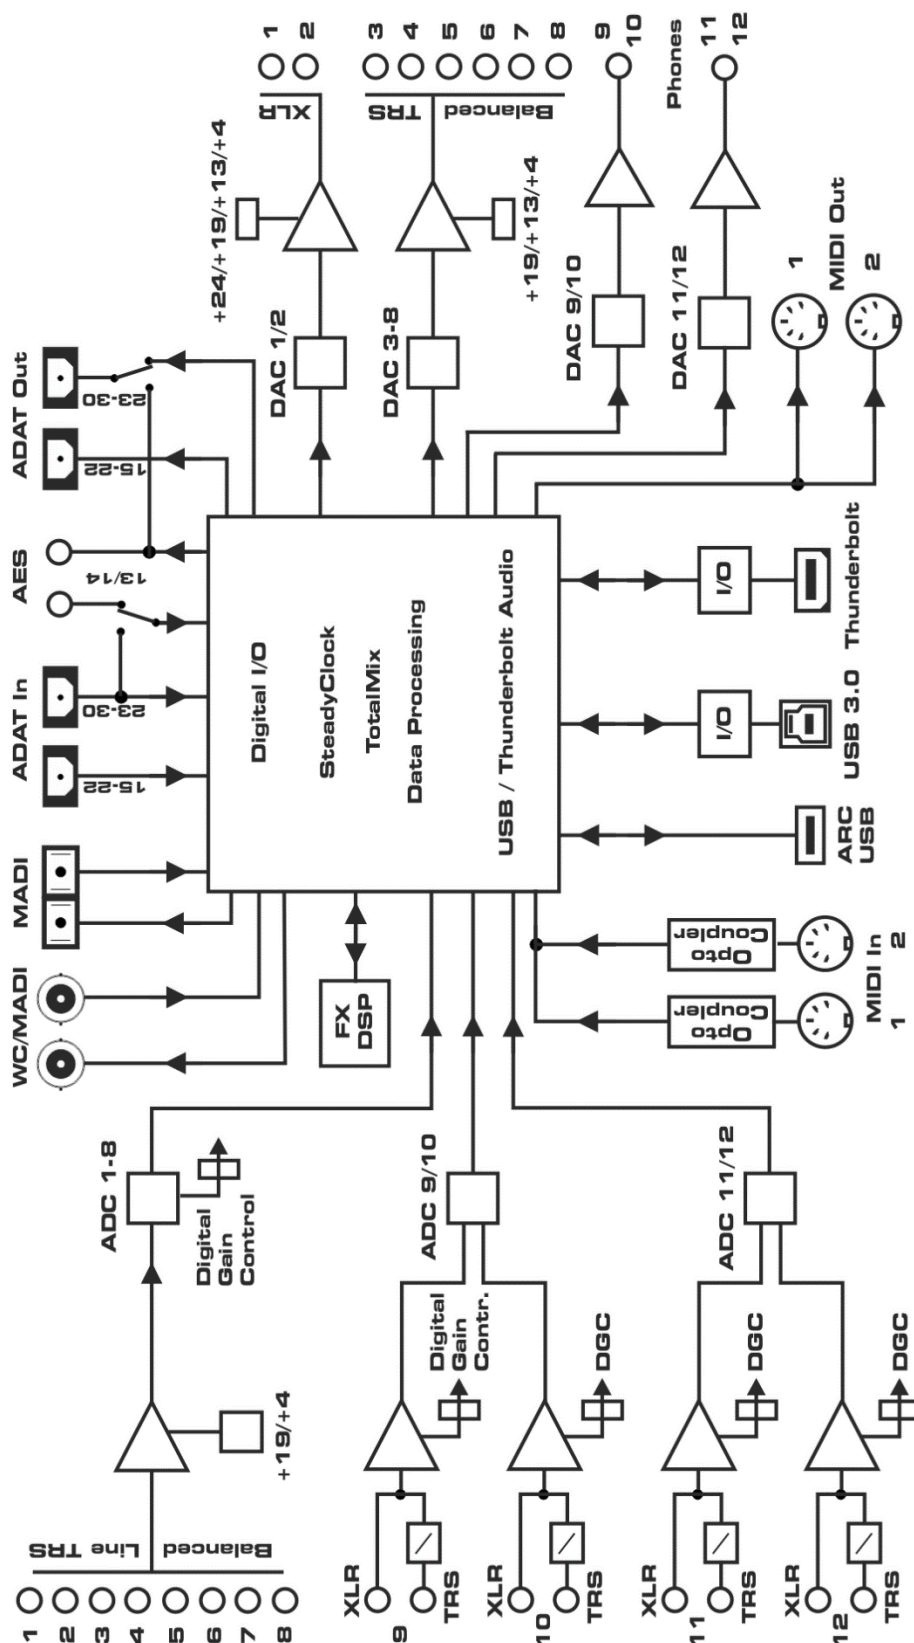 1
2
XLR
3
4
5
6
7
8
TRS
Balanced
9
10
Phones
11
12
+24/+19/+13/+4
+19/+13/+4
DAC 1/2
DAC 3-8
DAC 9/10
DAC 11/12
MIDI Out
1
2
ADAT Out
23-30
15-22
AES
13/14
ADAT In
23-30
15-22
MADI
WC/MADI
Digital I/O
SteadyClock
TotalMix
Data Processing
USB / Thunderbolt Audio
I/O
Thunderbolt
I/O
USB 3.0
ARC
USB
FX
DSP
Opto
Coupler
Opto
Coupler
MIDI In
1
2
ADC 1-8
Digital
Gain
Control
ADC 9/10
ADC 11/12
Digital
Gain
Contr.
DGC
DGC
DGC
+19/+4
Balanced
Line TRS
1
2
3
4
5
6
7
8
XLR
TRS
9
XLR
TRS
10
XLR
TRS
11
XLR
TRS
12